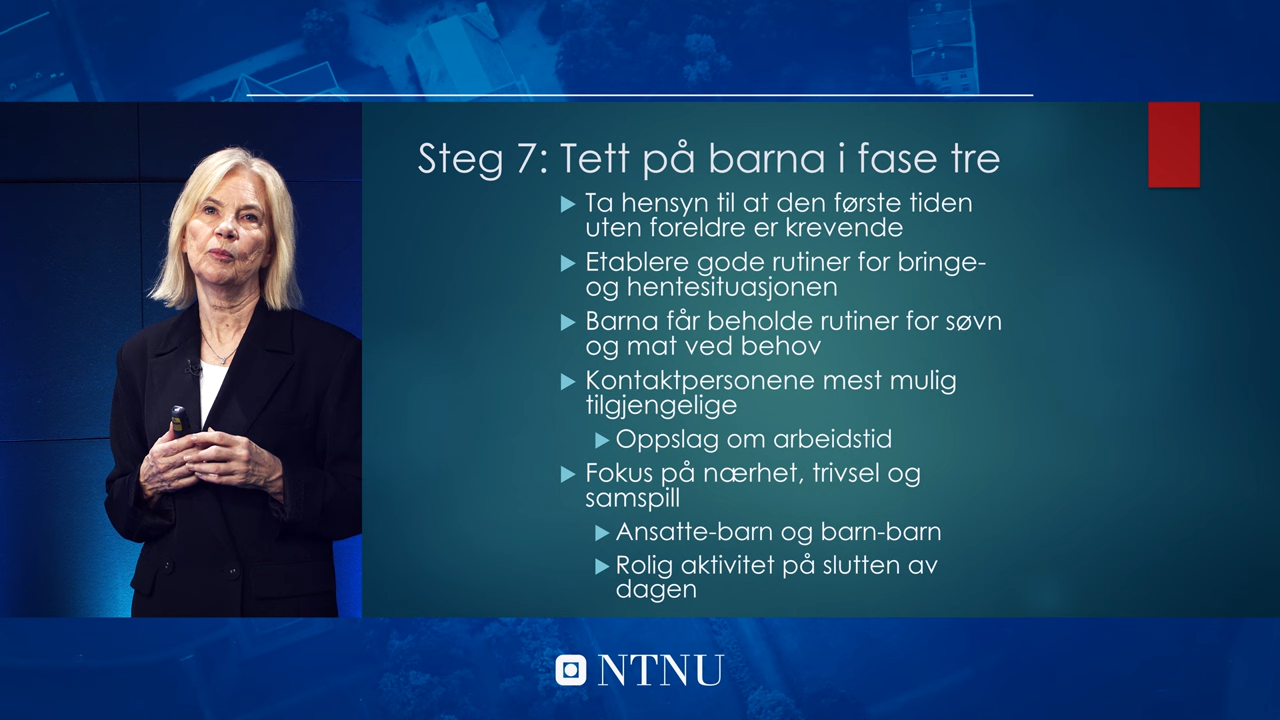 Steg 7: Tett på barna i fase tre
Ta hensyn til at den første tiden
uten foreldre er krevende
Etablere gode rutiner for bringe-
og hentesituasjonen
Barna får beholde rutiner for søvn
og mat ved behov
Kontaktpersonene mest mulig
tilgjengelige
Oppslag om arbeidstid
Fokus på nærhet, trivsel og
samspill
Ansatte-barn og barn-barn
Rolig aktivitet på slutten av
dagen
NTNU